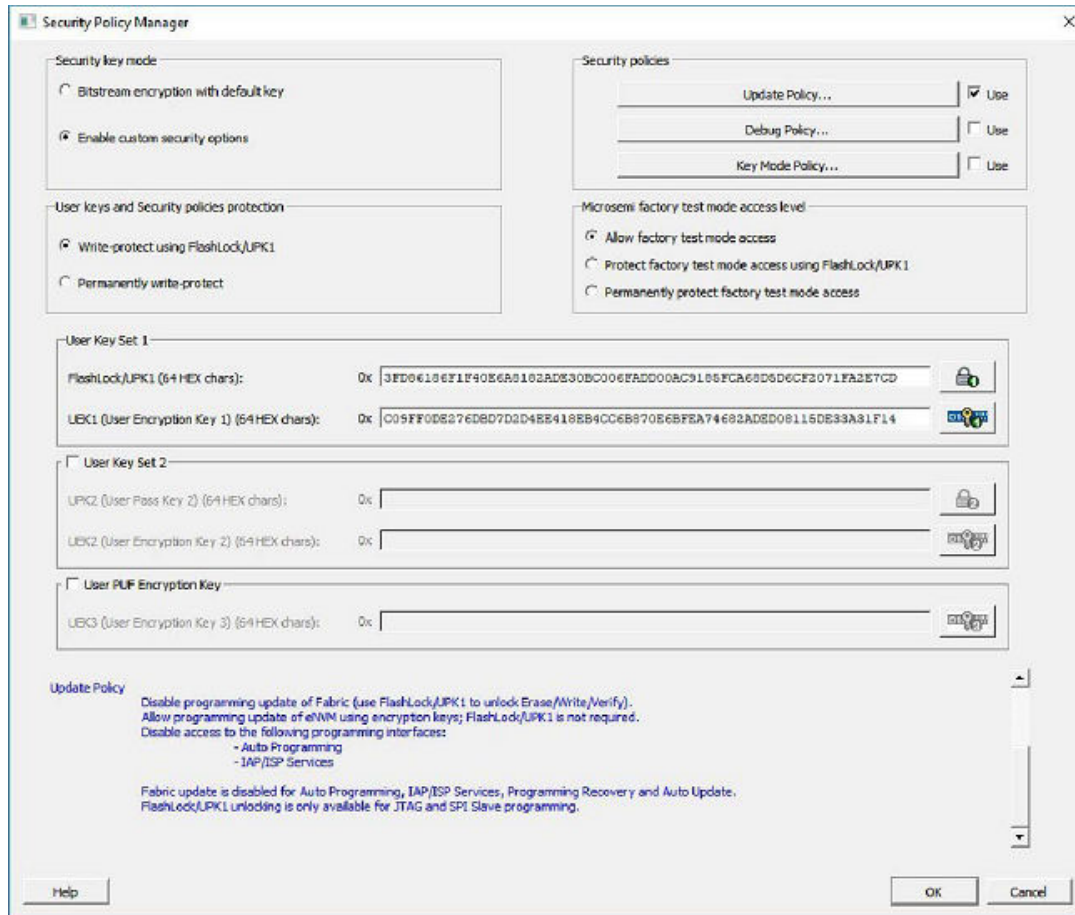 Security Policy Manager
Security key mode
Bitstream encryption with default key
Enable custom security options
Security policies
Update Policy... Use
Debug Policy... Use
Key Mode Policy... Use
User keys and Security policies protection
Write-protect using FlashLock/UPK1
Permanently write-protect
Microsemi factory test mode access level
Allow factory test mode access
Protect factory test mode access using FlashLock/UPK1
Permanently protect factory test mode access
User Key Set 1
FlashLock/UPK1 (64 HEX chars): 0x
UEK1 (User Encryption Key 1) (64 HEX chars): 0x
User Key Set 2
UPK2 (User Pass Key 2) (64 HEX chars): 0x
UEK2 (User Encryption Key 2) (64 HEX chars): 0x
User PUF Encryption Key
UEK3 (User Encryption Key 3) (64 HEX chars): 0x
Update Policy
Disable programming update of Fabric (use FlashLock/UPK1 to unlock Erase/Write/Verify).
Allow programming update of eNVM using encryption keys; FlashLock/UPK1 is not required.
Disable access to the following programming interfaces:
- Auto Programming
- IAP/ISP Services
Fabric update is disabled for Auto Programming, IAP/ISP Services, Programming Recovery and Auto Update.
FlashLock/UPK1 unlocking is only available for JTAG and SPI Slave programming.
Help OK Cancel